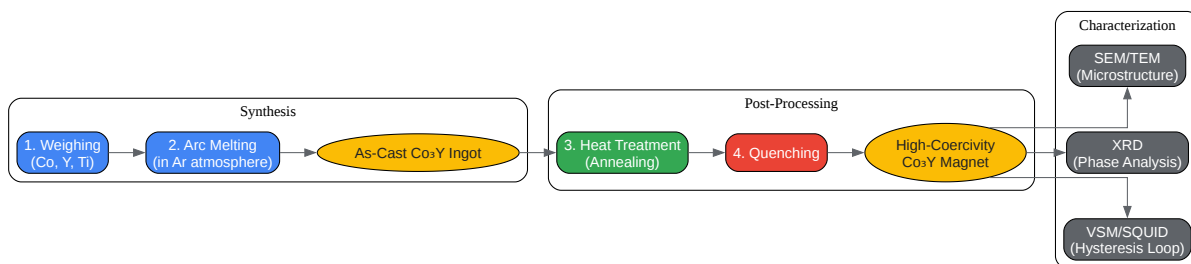 Synthesis
1. Weighing
(Co, Y, Ti)
2. Arc Melting
(in Ar atmosphere)
As-Cast Co₃Y Ingot
Post-Processing
3. Heat Treatment
(Annealing)
4. Quenching
High-Coercivity
Co₃Y Magnet
Characterization
SEM/TEM
(Microstructure)
XRD
(Phase Analysis)
VSM/SQUID
(Hysteresis Loop)